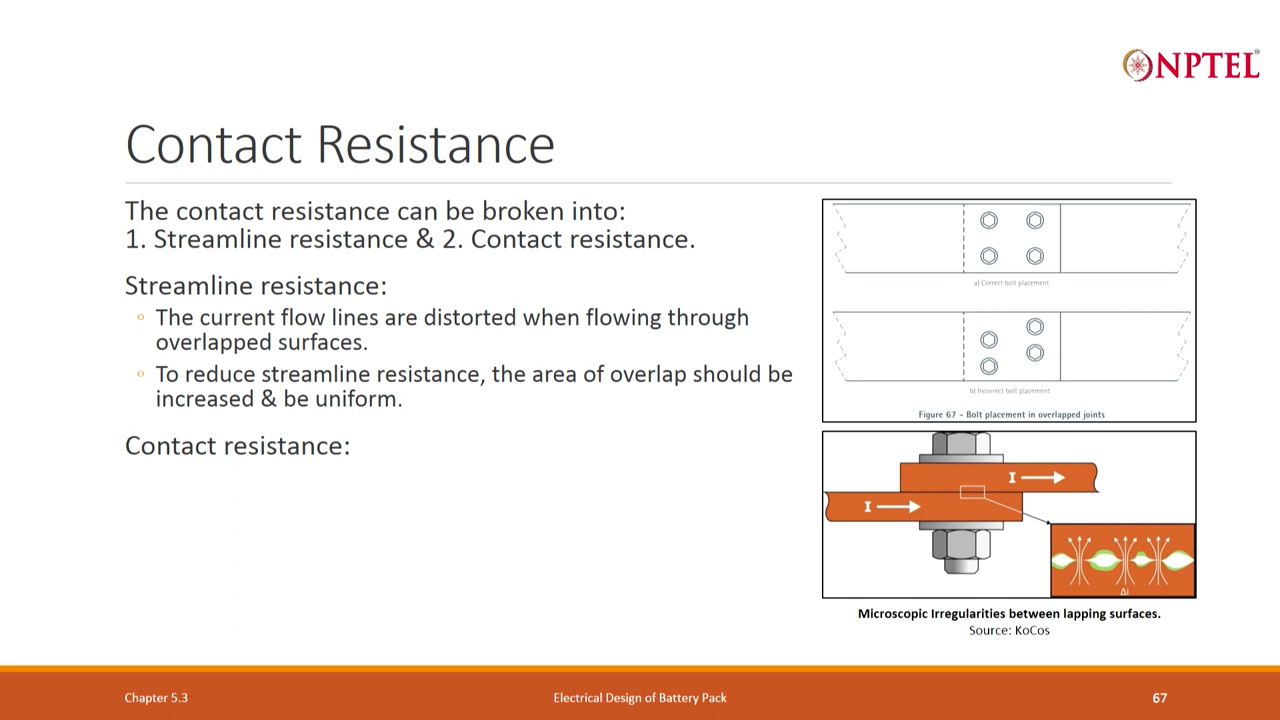 NPTEL
Contact Resistance
The contact resistance can be broken into:
1. Streamline resistance & 2. Contact resistance.
Streamline resistance:
The current flow lines are distorted when flowing through
overlapped surfaces.
To reduce streamline resistance, the area of overlap should be
increased & be uniform.
Contact resistance:
a) Correct bolt placement
b) Incorrect bolt placement
Figure 67 – Bolt placement in overlapped joints
I
I
Δi
Microscopic Irregularities between lapping surfaces.
Source: KoCos
Chapter 5.3
Electrical Design of Battery Pack
67